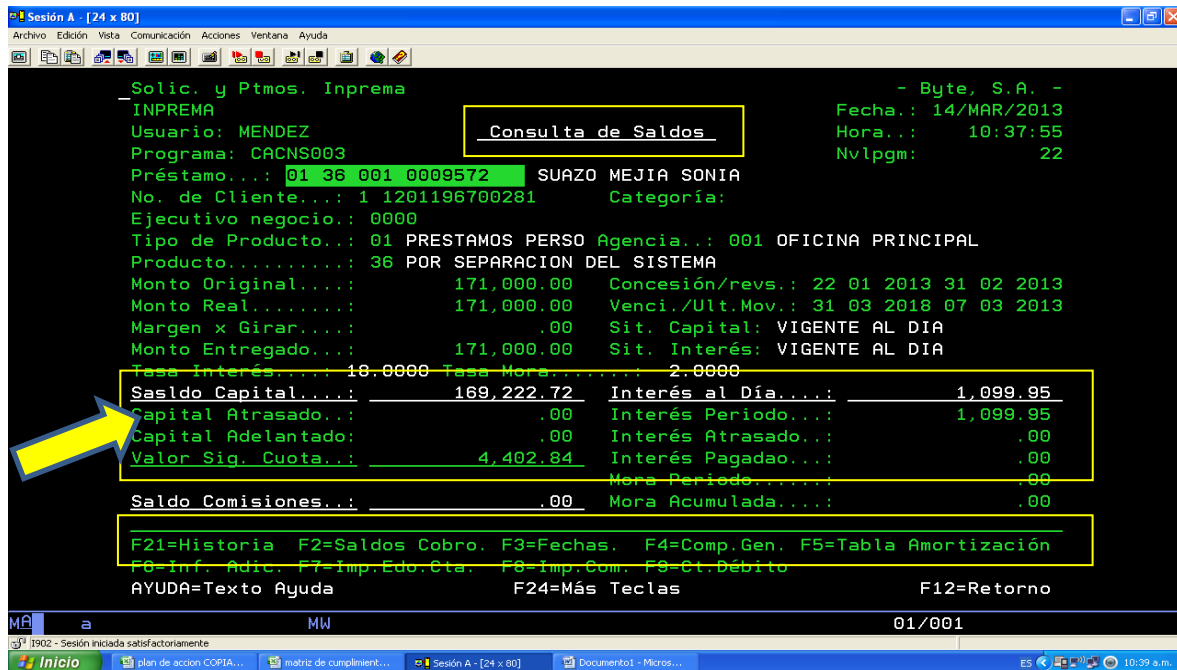 Sesión A - [24 x 80]
Archivo Edición Vista Comunicación Acciones Ventana Ayuda
Solic. y Ptmos. Inprema - Byte, S.A. -
INPREMA Fecha.: 14/MAR/2013
Usuario: MENDEZ Consulta de Saldos Hora..: 10:37:55
Programa: CACNS003 Nvlpgm: 22
Préstamo...: 01 36 001 0009572 SUAZO MEJIA SONIA
No. de Cliente...: 1 1201196700281 Categoría:
Ejecutivo negocio.: 0000
Tipo de Producto..: 01 PRESTAMOS PERSO Agencia..: 001 OFICINA PRINCIPAL
Producto..........: 36 POR SEPARACION DEL SISTEMA
Monto Original....: 171,000.00 Concesión/revs.: 22 01 2013 31 02 2013
Monto Real........: 171,000.00 Venci./Ult.Mov.: 31 03 2018 07 03 2013
Margen x Girar....: .00 Sit. Capital: VIGENTE AL DIA
Monto Entregado...: 171,000.00 Sit. Interés: VIGENTE AL DIA
Tasa Interés.....: 18.0000 Tasa Mora.......: 2.0000
Sasldo Capital....: 169,222.72 Interés al Día....: 1,099.95
Capital Atrasado..: .00 Interés Periodo...: 1,099.95
Capital Adelantado: .00 Interés Atrasado..: .00
Valor Sig. Cuota..: 4,402.84 Interés Pagadao...: .00
Mora Periodo......: .00
Saldo Comisiones..: .00 Mora Acumulada....: .00
F21=Historia F2=Saldos Cobro. F3=Fechas. F4=Comp.Gen. F5=Tabla Amortización
F6=Inf. Adic. F7=Imp.Edo.Cta. F8=Imp.Com. F9=Ct.Débito
AYUDA=Texto Ayuda F24=Más Teclas F12=Retorno
MA a MW 01/001
I902 - Sesión iniciada satisfactoriamente
Inicio plan de accion COPIA... matriz de cumplimient... Sesión A - [24 x 80] Documento1 - Micros... ES 10:39 a.m.